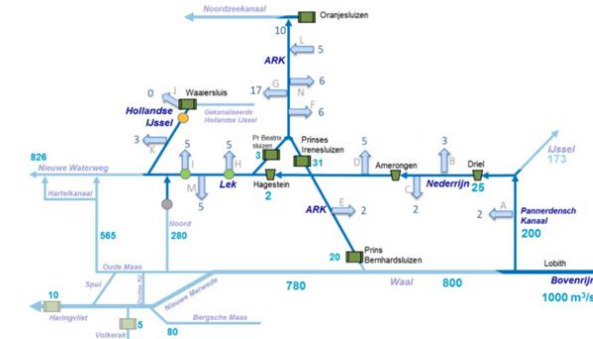 Noordzeekanaal
Oranjesluizen
10
L
5
ARK
0
J
Waaiersluis
17
G
6
N
Hollandse
IJssel
Gekanaliseerde
Hollandse IJssel
F
6
3
K
5
5
Pr Beatrix
sluizen
3
Prinses
Irenesluizen
31
5
D
Amerongen
3
B
Driel
IJssel
173
826
Nieuwe Waterweg
I
H
M
Lek
Hagestein
2
C
Nederrijn
25
Hartelkanaal
5
ARK
E
2
2
2
A
Pannerdensch
Kanaal
200
Noord
565
280
20
Prins
Bernhardsluizen
Lobith
Oude Maas
780
Waal
800
Bovenrijn
1000 m³/s
Spui
Nieuwe Merwede
10
Haringvliet
5
Volkerak
80
Bergsche Maas